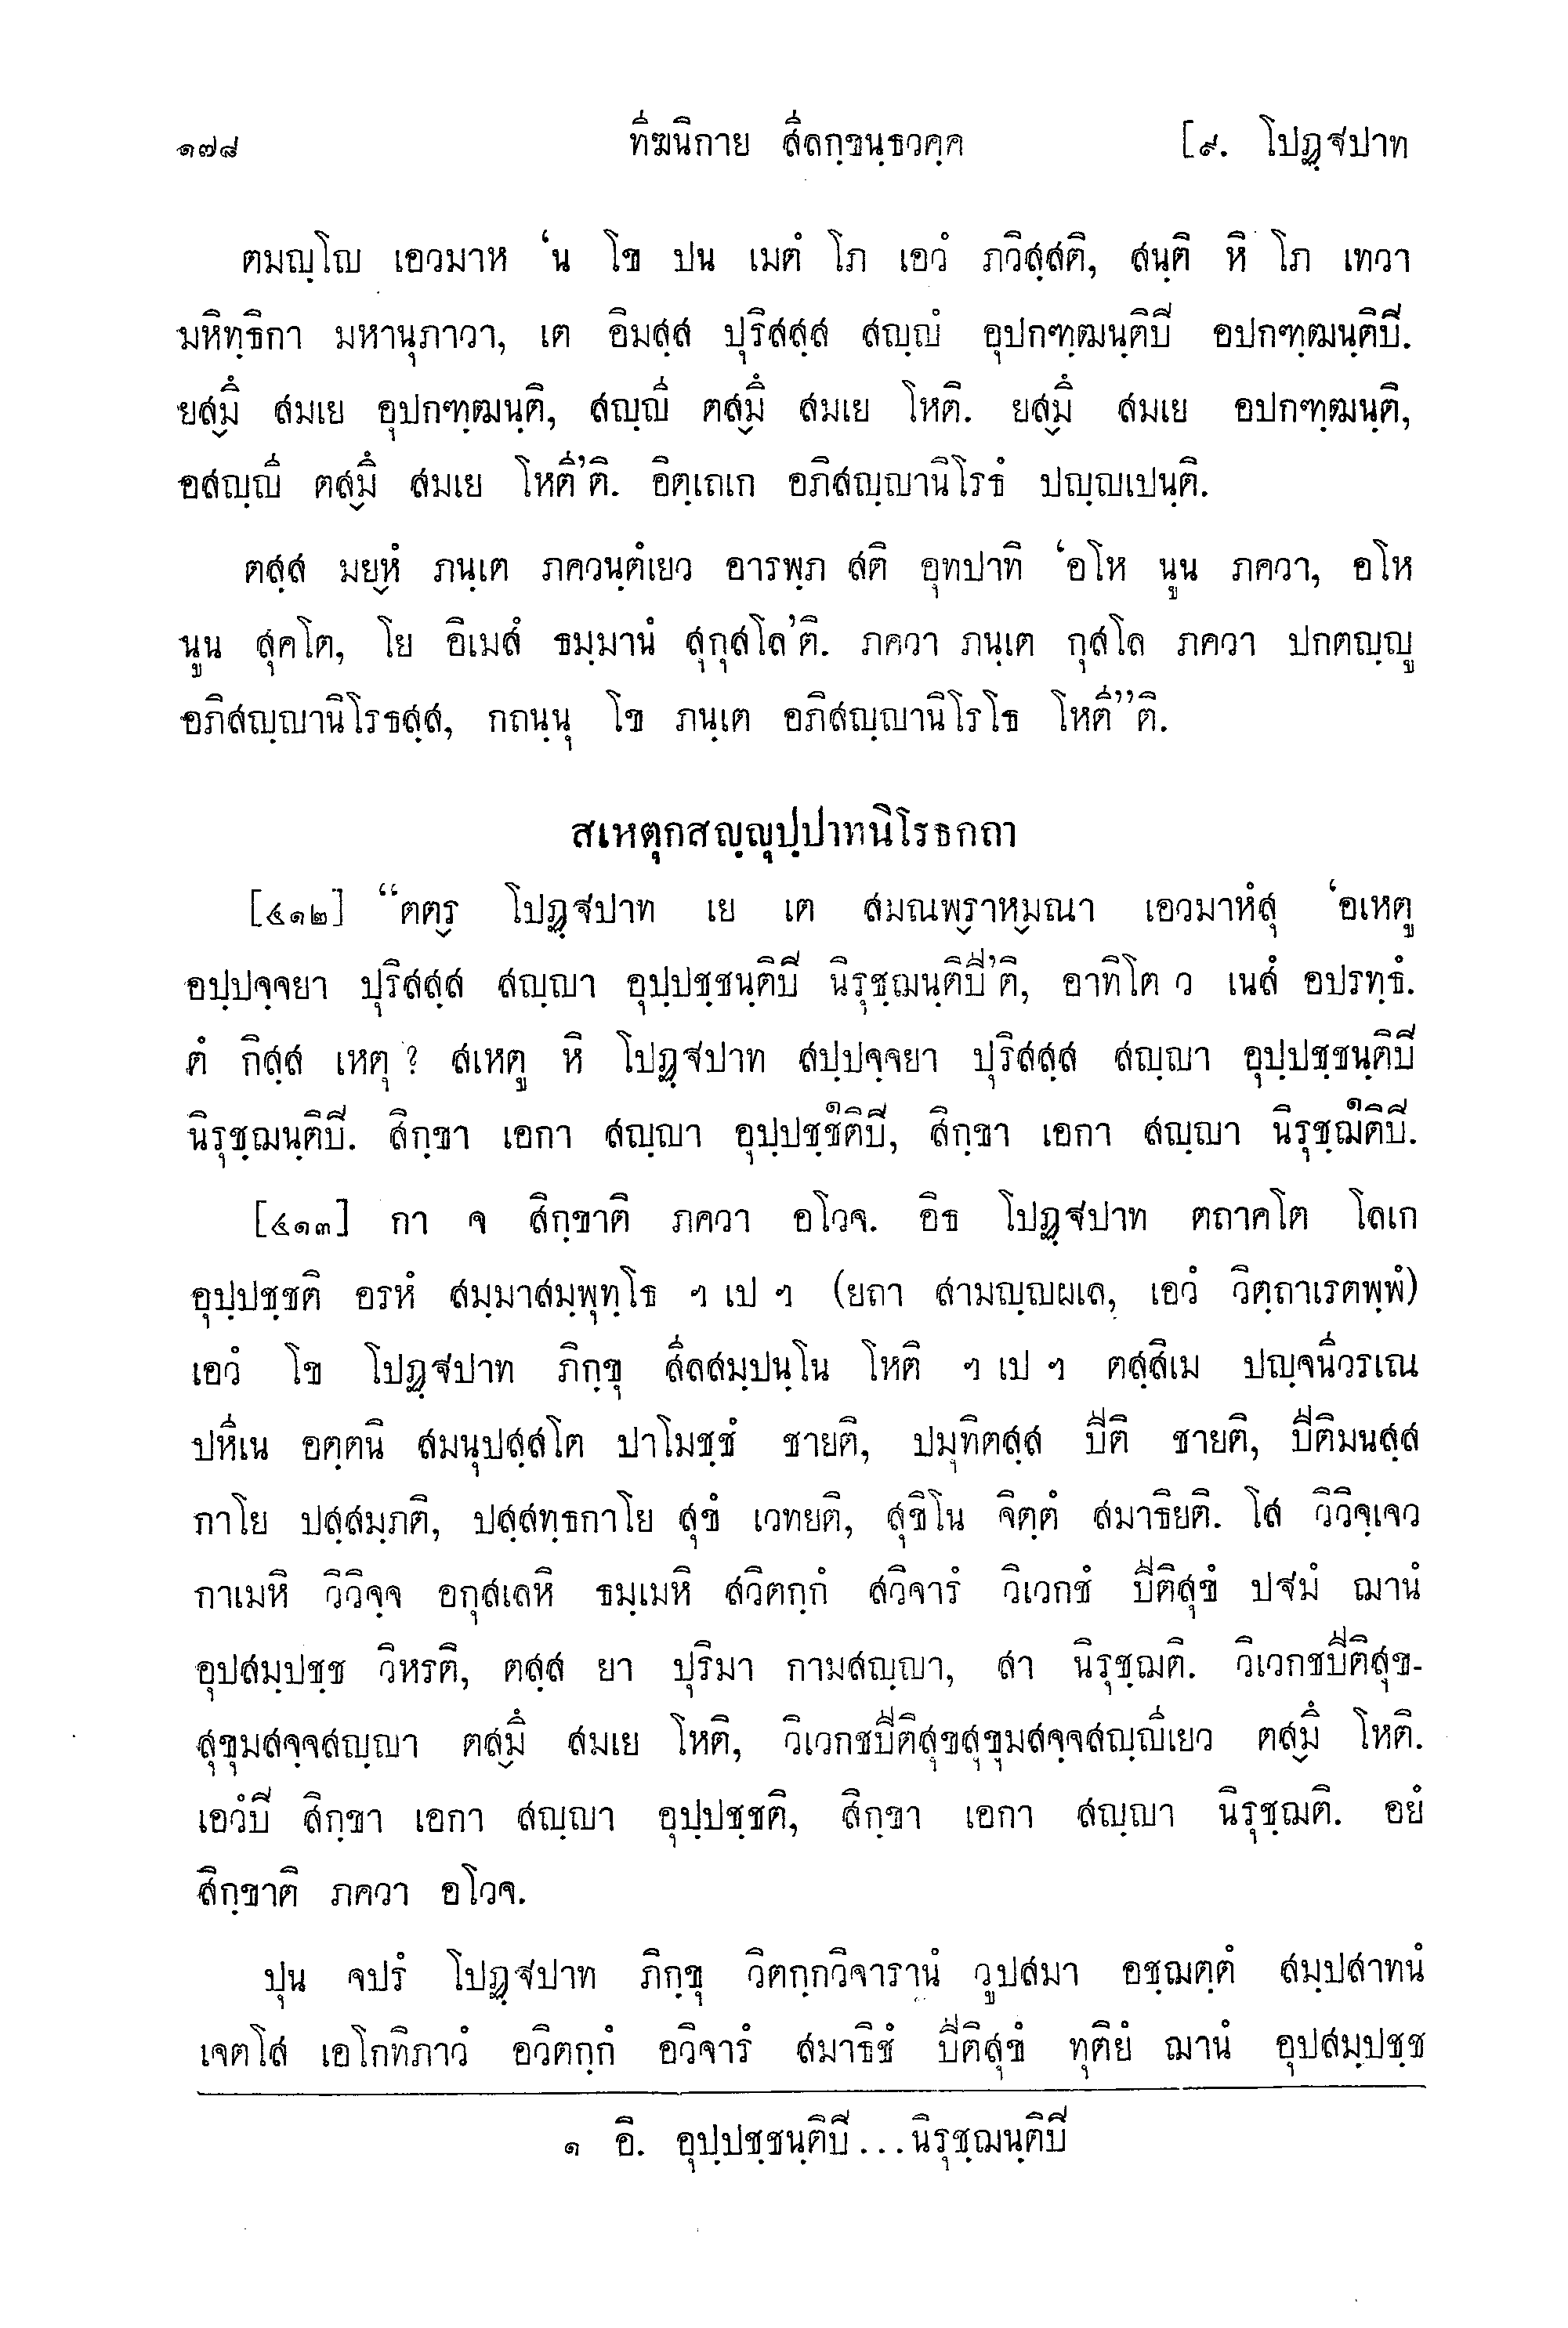 ๑๗๘ ทีฆนิกาย สีลกฺขนฺธวคฺค [๙. โปฏฺฐปาท
ตมญฺโญ เอวมาห ‘น โข ปน เมตํ โภ เอวํ ภวิสฺสติ, สนฺติ หิ โภ เทวา
มหิทฺธิกา มหานุภาวา, เต อิมสฺส ปุริสสฺส สญฺญํ อุปกฑฺฒนฺติปิ อปกฑฺฒนฺติปิ.
ยสฺมึ สมเย อุปกฑฺฒนฺติ, สญฺญี ตสฺมึ สมเย โหติ. ยสฺมึ สมเย อปกฑฺฒนฺติ,
อสญฺญี ตสฺมึ สมเย โหตี’ติ. อิตฺเถเก อภิสญฺญานิโรธํ ปญฺญเปนฺติ.
ตสฺส มยฺหํ ภนฺเต ภควนฺตํเยว อารพฺภ สติ อุทปาทิ ‘อโห นูน ภควา, อโห
นูน สุคโต, โย อิเมสํ ธมฺมานํ สุกุสโล’ติ. ภควา ภนฺเต กุสโล ภควา ปกตญฺญู
อภิสญฺญานิโรธสฺส, กถนฺนุ โข ภนฺเต อภิสญฺญานิโรโธ โหตี”ติ.
สเหตุกสญฺญุปฺปาทนิโรธกถา
[๔๑๒] “ตตฺร โปฏฺฐปาท เย เต สมณพฺราหฺมณา เอวมาหํสุ ‘อเหตู
อปฺปจฺจยา ปุริสสฺส สญฺญา อุปฺปชฺชนฺติปิ นิรุชฺฌนฺติปี’ติ, อาทิโต ว เนสํ อปรทฺธํ.
ตํ กิสฺส เหตุ ? สเหตู หิ โปฏฺฐปาท สปฺปจฺจยา ปุริสสฺส สญฺญา อุปฺปชฺชนฺติปิ
นิรุชฺฌนฺติปิ. สิกฺขา เอกา สญฺญา อุปฺปชฺชติปิ,๑ สิกฺขา เอกา สญฺญา นิรุชฺฌติปิ.๑
[๔๑๓] กา จ สิกฺขาติ ภควา อโวจ. อิธ โปฏฺฐปาท ตถาคโต โลเก
อุปฺปชฺชติ อรหํ สมฺมาสมฺพุทฺโธ ฯ เป ฯ (ยถา สามญฺญผเล, เอวํ วิตฺถาเรตพฺพํ)
เอวํ โข โปฏฺฐปาท ภิกฺขุ สีลสมฺปนฺโน โหติ ฯ เป ฯ ตสฺสิเม ปญฺจนีวรเณ
ปหีเน อตฺตนิ สมนุปสฺสโต ปาโมชฺชํ ชายติ, ปมุทิตสฺส ปีติ ชายติ, ปีติมนสฺส
กาโย ปสฺสมฺภติ, ปสฺสทฺธกาโย สุขํ เวทยติ, สุขิโน จิตฺตํ สมาธิยติ. โส วิวิจฺเจว
กาเมหิ วิวิจฺจ อกุสเลหิ ธมฺเมหิ สวิตกฺกํ สวิจารํ วิเวกชํ ปีติสุขํ ปฐมํ ฌานํ
อุปสมฺปชฺช วิหรติ, ตสฺส ยา ปุริมา กามสญฺญา, สา นิรุชฺฌติ. วิเวกชปีติสุข-
สุขุมสจฺจสญฺญา ตสฺมึ สมเย โหติ, วิเวกชปีติสุขสุขุมสจฺจสญฺญีเยว ตสฺมึ โหติ.
เอวํปิ สิกฺขา เอกา สญฺญา อุปฺปชฺชติ, สิกฺขา เอกา สญฺญา นิรุชฺฌติ. อยํ
สิกฺขาติ ภควา อโวจ.
ปุน จปรํ โปฏฺฐปาท ภิกฺขุ วิตกฺกวิจารานํ วูปสมา อชฺฌตฺตํ สมฺปสาทนํ
เจตโส เอโกทิภาวํ อวิตกฺกํ อวิจารํ สมาธิชํ ปีติสุขํ ทุติยํ ฌานํ อุปสมฺปชฺช
๑ อิ. อุปฺปชฺชนฺติปิ...นิรุชฺฌนฺติปิ